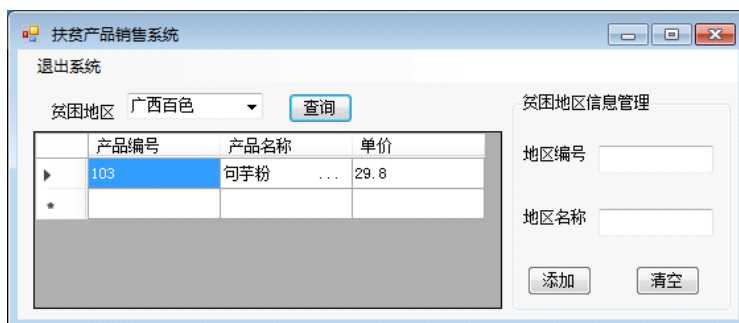 扶贫产品销售系统
退出系统
贫困地区 广西百色 查询
产品编号 产品名称 单价
103 句芋粉 ... 29.8
贫困地区信息管理
地区编号
地区名称
添加 清空